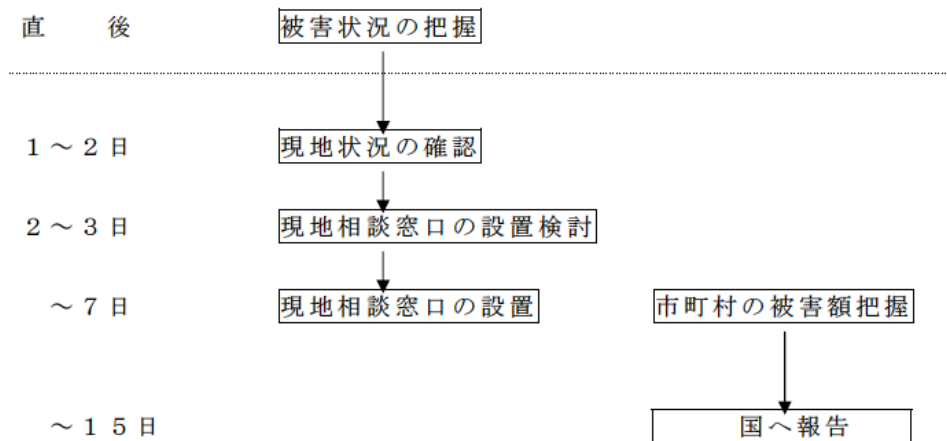 直　後　被害状況の把握
１～２日　現地状況の確認
２～３日　現地相談窓口の設置検討
～７日　現地相談窓口の設置　市町村の被害額把握
～１５日　国へ報告